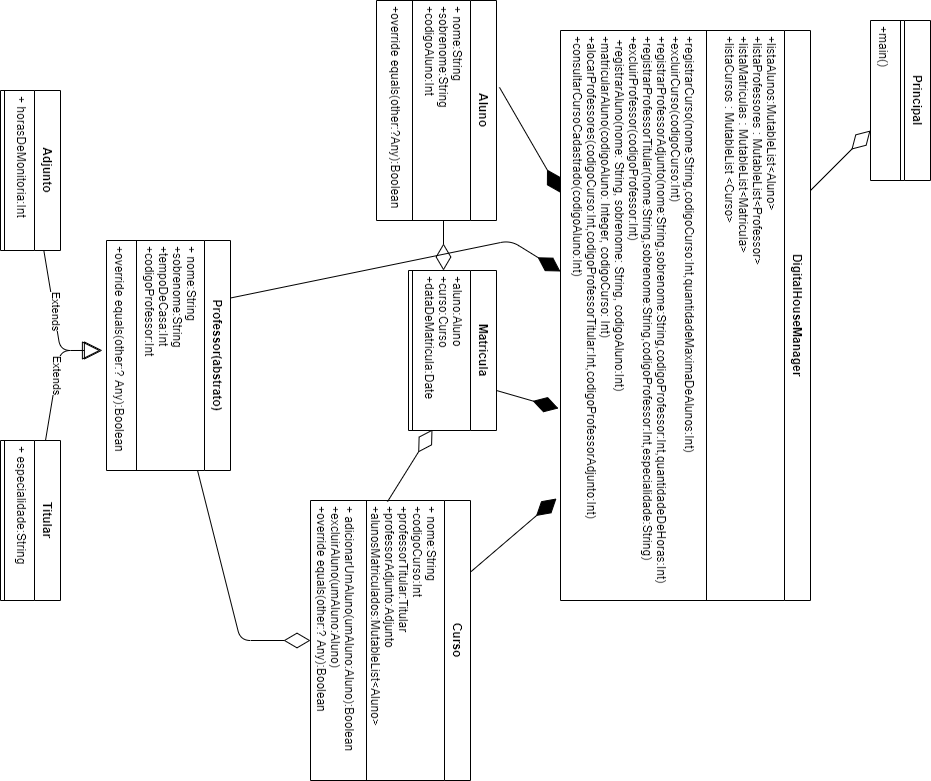 Principal
+main()
DigitalHouseManager
+listaAlunos:MutableList<Aluno>
+listaProfessores : MutableList<Professor>
+listaMatriculas : MutableList<Matricula>
+listaCursos : MutableList <Curso>
+registrarCurso(nome:String,codigoCurso:Int,quantidadeMaximaDeAlunos:Int)
+excluirCurso(codigoCurso:Int)
+registrarProfessorAdjunto(nome:String,sobrenome:String,codigoProfessor:Int,quantidadeDeHoras:Int)
+registrarProfessorTitular(nome:String,sobrenome:String,codigoProfessor:Int,especialidade:String)
+excluirProfessor(codigoProfessor:Int)
+registrarAluno(nome: String, sobrenome: String, codigoAluno:Int)
+matricularAluno(codigoAluno: Integer, codigoCurso: Int)
+alocarProfessores(codigoCurso:Int,codigoProfessorTitular:Int,codigoProfessorAdjunto:Int)
+consultarCursoCadastrado(codigoAluno:Int)
Aluno
+ nome:String
+sobrenome:String
+codigoAluno:Int
+override equals(other:?Any):Boolean
Matricula
+aluno:Aluno
+curso:Curso
+dataDeMatricula:Date
Curso
+ nome:String
+codigoCurso:Int
+professorTitular:Titular
+professorAdjunto:Adjunto
+alunosMatriculados:MutableList<Aluno>
+ adicionarUmAluno(umAluno:Aluno):Boolean
+excluirAluno(umAluno:Aluno)
+override equals(other:? Any):Boolean
Professor(abstrato)
+ nome:String
+sobrenome:String
+tempoDeCasa:Int
+codigoProfessor:Int
+override equals(other:? Any):Boolean
Adjunto
+ horasDeMonitoria:Int
Extends
Extends
Titular
+ especialidade:String